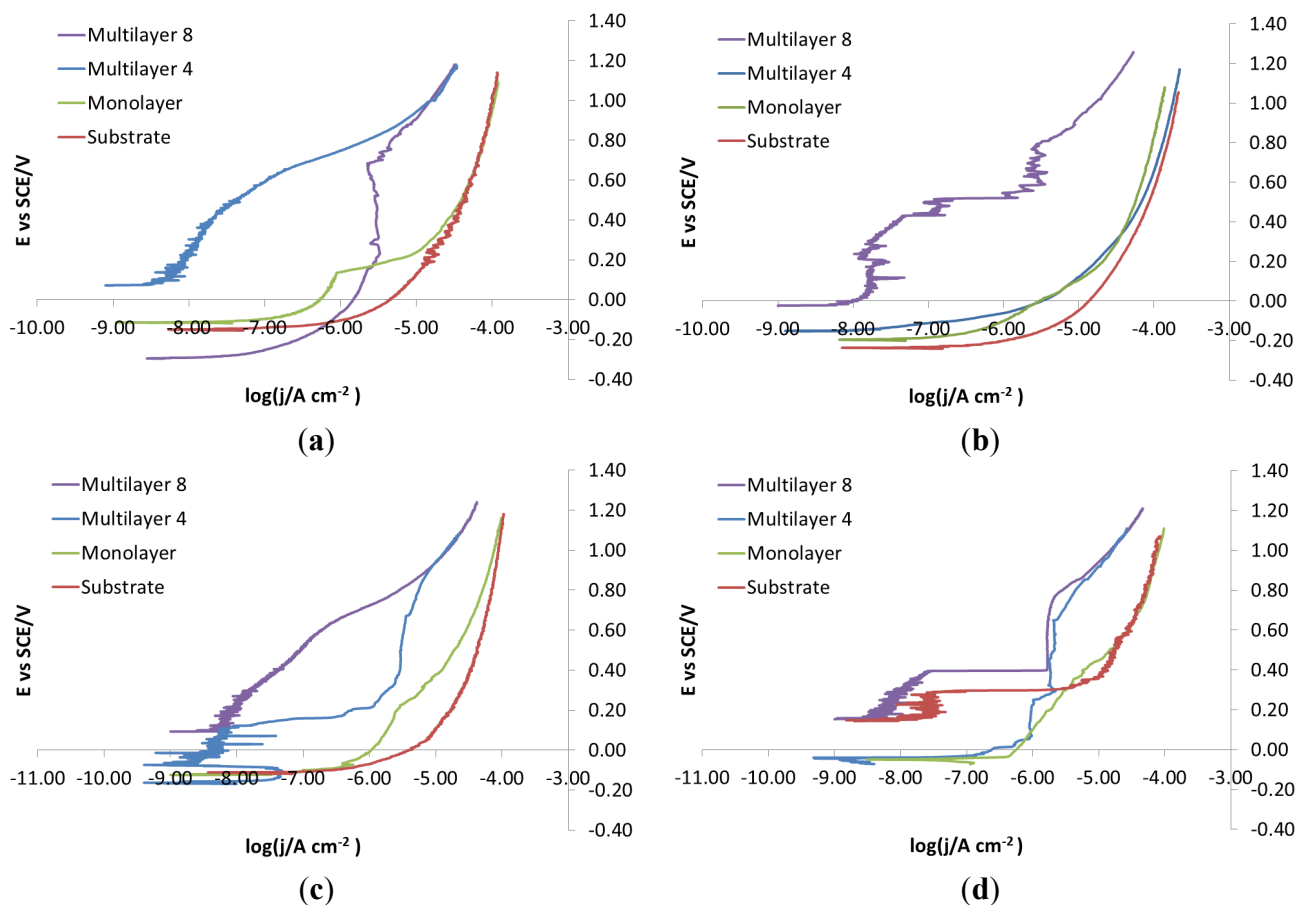 Multilayer 8
Multilayer 4
Monolayer
Substrate
E vs SCE/V
1.40
1.20
1.00
0.80
0.60
0.40
0.20
0.00
-0.20
-0.40
-10.00 -9.00 -8.00 -7.00 -6.00 -5.00 -4.00 -3.00
log(j/A cm-2 )
(a)
Multilayer 8
Multilayer 4
Monolayer
Substrate
E vs SCE/V
1.40
1.20
1.00
0.80
0.60
0.40
0.20
0.00
-0.20
-0.40
-10.00 -9.00 -8.00 -7.00 -6.00 -5.00 -4.00 -3.00
log(j/A cm-2 )
(b)
Multilayer 8
Multilayer 4
Monolayer
Substrate
E vs SCE/V
1.40
1.20
1.00
0.80
0.60
0.40
0.20
0.00
-0.20
-0.40
-11.00 -10.00 -9.00 -8.00 -7.00 -6.00 -5.00 -4.00 -3.00
log(j/A cm-2 )
(c)
Multilayer 8
Multilayer 4
Monolayer
Substrate
E vs SCE/V
1.40
1.20
1.00
0.80
0.60
0.40
0.20
0.00
-0.20
-0.40
-11.00 -10.00 -9.00 -8.00 -7.00 -6.00 -5.00 -4.00 -3.00
log(j/A cm-2 )
(d)